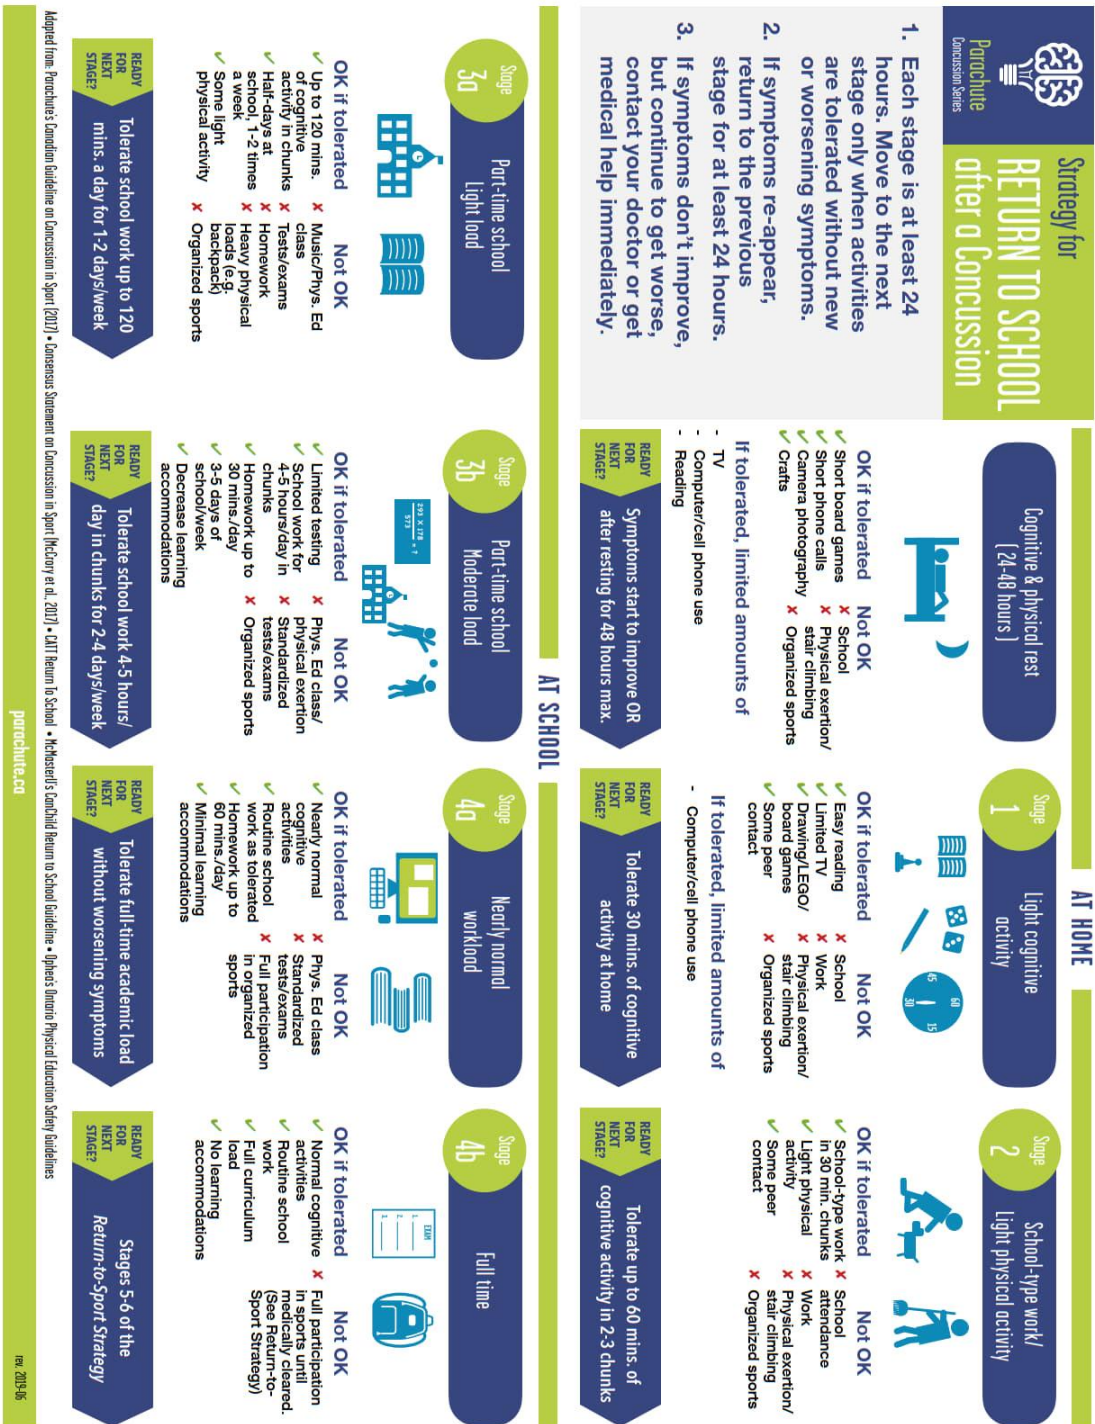 Parachute
Concussion Series
Strategy for
RETURN TO SCHOOL
after a Concussion
1. Each stage is at least 24
hours. Move to the next
stage only when activities
are tolerated without new
or worsening symptoms.
2. If symptoms re-appear,
return to the previous
stage for at least 24 hours.
3. If symptoms don't improve,
but continue to get worse,
contact your doctor or get
medical help immediately.
AT HOME
Cognitive & physical rest
( 24-48 hours )
OK if tolerated
✓ Short board games
✓ Short phone calls
✓ Camera photography
✓ Crafts
Not OK
✗ School
✗ Physical exertion/
stair climbing
✗ Organized sports
If tolerated, limited amounts of
- TV
- Computer/cell phone use
- Reading
READY
FOR
NEXT
STAGE?
Symptoms start to improve OR
after resting for 48 hours max.
Stage
1
Light cognitive
activity
60
15
30
45
OK if tolerated
✓ Easy reading
✓ Limited TV
✓ Drawing/LEGO/
board games
✓ Some peer
contact
Not OK
✗ School
✗ Work
✗ Physical exertion/
stair climbing
✗ Organized sports
If tolerated, limited amounts of
- Computer/cell phone use
READY
FOR
NEXT
STAGE?
Tolerate 30 mins. of cognitive
activity at home
Stage
2
School-type work/
Light physical activity
OK if tolerated
✓ School-type work
in 30 min. chunks
✓ Light physical
activity
✓ Some peer
contact
Not OK
✗ School
attendance
✗ Work
✗ Physical exertion/
stair climbing
✗ Organized sports
READY
FOR
NEXT
STAGE?
Tolerate up to 60 mins. of
cognitive activity in 2-3 chunks
AT SCHOOL
Stage
3a
Part-time school
Light load
OK if tolerated
✓ Up to 120 mins.
of cognitive
activity in chunks
✓ Half-days at
school, 1-2 times
a week
✓ Some light
physical activity
Not OK
✗ Music/Phys. Ed
class
✗ Tests/exams
✗ Homework
✗ Heavy physical
loads (e.g.
backpack)
✗ Organized sports
READY
FOR
NEXT
STAGE?
Tolerate school work up to 120
mins. a day for 1-2 days/week
Stage
3b
Part-time school
Moderate load
293 X 178
573
= ?
OK if tolerated
✓ Limited testing
✓ School work for
4-5 hours/day in
chunks
✓ Homework up to
30 mins./day
✓ 3-5 days of
school/week
✓ Decrease learning
accommodations
Not OK
✗ Phys. Ed class/
physical exertion
✗ Standardized
tests/exams
✗ Organized sports
READY
FOR
NEXT
STAGE?
Tolerate school work 4-5 hours/
day in chunks for 2-4 days/week
Stage
4a
Nearly normal
workload
OK if tolerated
✓ Nearly normal
cognitive
activities
✓ Routine school
work as tolerated
✓ Homework up to
60 mins./day
✓ Minimal learning
accommodations
Not OK
✗ Phys. Ed class
✗ Standardized
tests/exams
✗ Full participation
in organized
sports
READY
FOR
NEXT
STAGE?
Tolerate full-time academic load
without worsening symptoms
Stage
4b
Full time
EXAM
1.
2.
3.
OK if tolerated
✓ Normal cognitive
activities
✓ Routine school
work
✓ Full curriculum
load
✓ No learning
accommodations
Not OK
✗ Full participation
in sports until
medically cleared.
(See Return-to-
Sport Strategy)
READY
FOR
NEXT
STAGE?
Stages 5-6 of the
Return-to-Sport Strategy
Adapted from: Parachute's Canadian Guideline on Concussion in Sport (2017) • Consensus Statement on Concussion in Sport (McCrory et al., 2017) • CATT Return To School • McMasterU's CanChild Return to School Guideline • Ophea's Ontario Physical Education Safety Guidelines
parachute.ca
rev. 2019-06